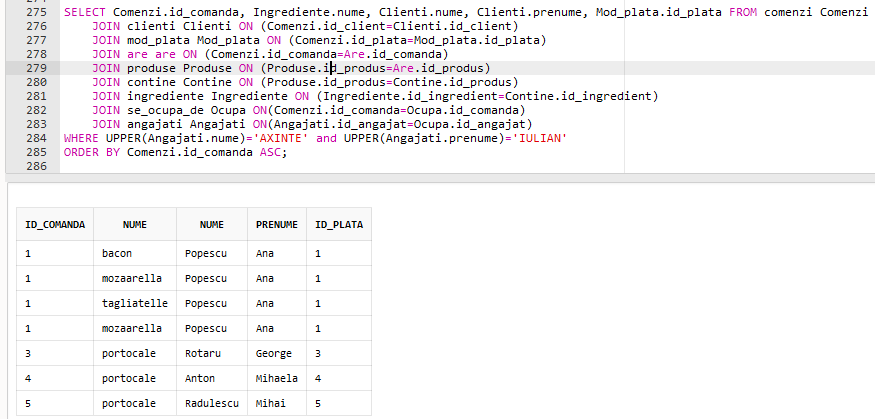 275 SELECT Comenzi.id_comanda, Ingrediente.nume, Clienti.nume, Clienti.prenume, Mod_plata.id_plata FROM comenzi Comenzi
276 JOIN clienti Clienti ON (Comenzi.id_client=Clienti.id_client)
277 JOIN mod_plata Mod_plata ON (Comenzi.id_plata=Mod_plata.id_plata)
278 JOIN are are ON (Comenzi.id_comanda=Are.id_comanda)
279 JOIN produse Produse ON (Produse.id_produs=Are.id_produs)
280 JOIN contine Contine ON (Produse.id_produs=Contine.id_produs)
281 JOIN ingrediente Ingrediente ON (Ingrediente.id_ingredient=Contine.id_ingredient)
282 JOIN se_ocupa_de Ocupa ON(Comenzi.id_comanda=Ocupa.id_comanda)
283 JOIN angajati Angajati ON(Angajati.id_angajat=Ocupa.id_angajat)
284 WHERE UPPER(Angajati.nume)='AXINTE' and UPPER(Angajati.prenume)='IULIAN'
285 ORDER BY Comenzi.id_comanda ASC;
286
ID_COMANDA NUME NUME PRENUME ID_PLATA
1 bacon Popescu Ana 1
1 mozaarella Popescu Ana 1
1 tagliatelle Popescu Ana 1
1 mozaarella Popescu Ana 1
3 portocale Rotaru George 3
4 portocale Anton Mihaela 4
5 portocale Radulescu Mihai 5